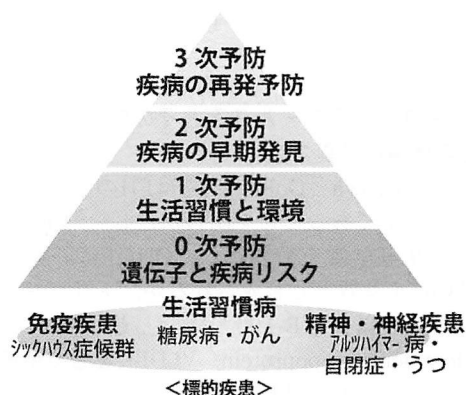 3 次予防
疾病の再発予防
2 次予防
疾病の早期発見
1 次予防
生活習慣と環境
0 次予防
遺伝子と疾病リスク
免疫疾患
シックハウス症候群
生活習慣病
糖尿病・がん
精神・神経疾患
アルツハイマー病・
自閉症・うつ
＜標的疾患＞